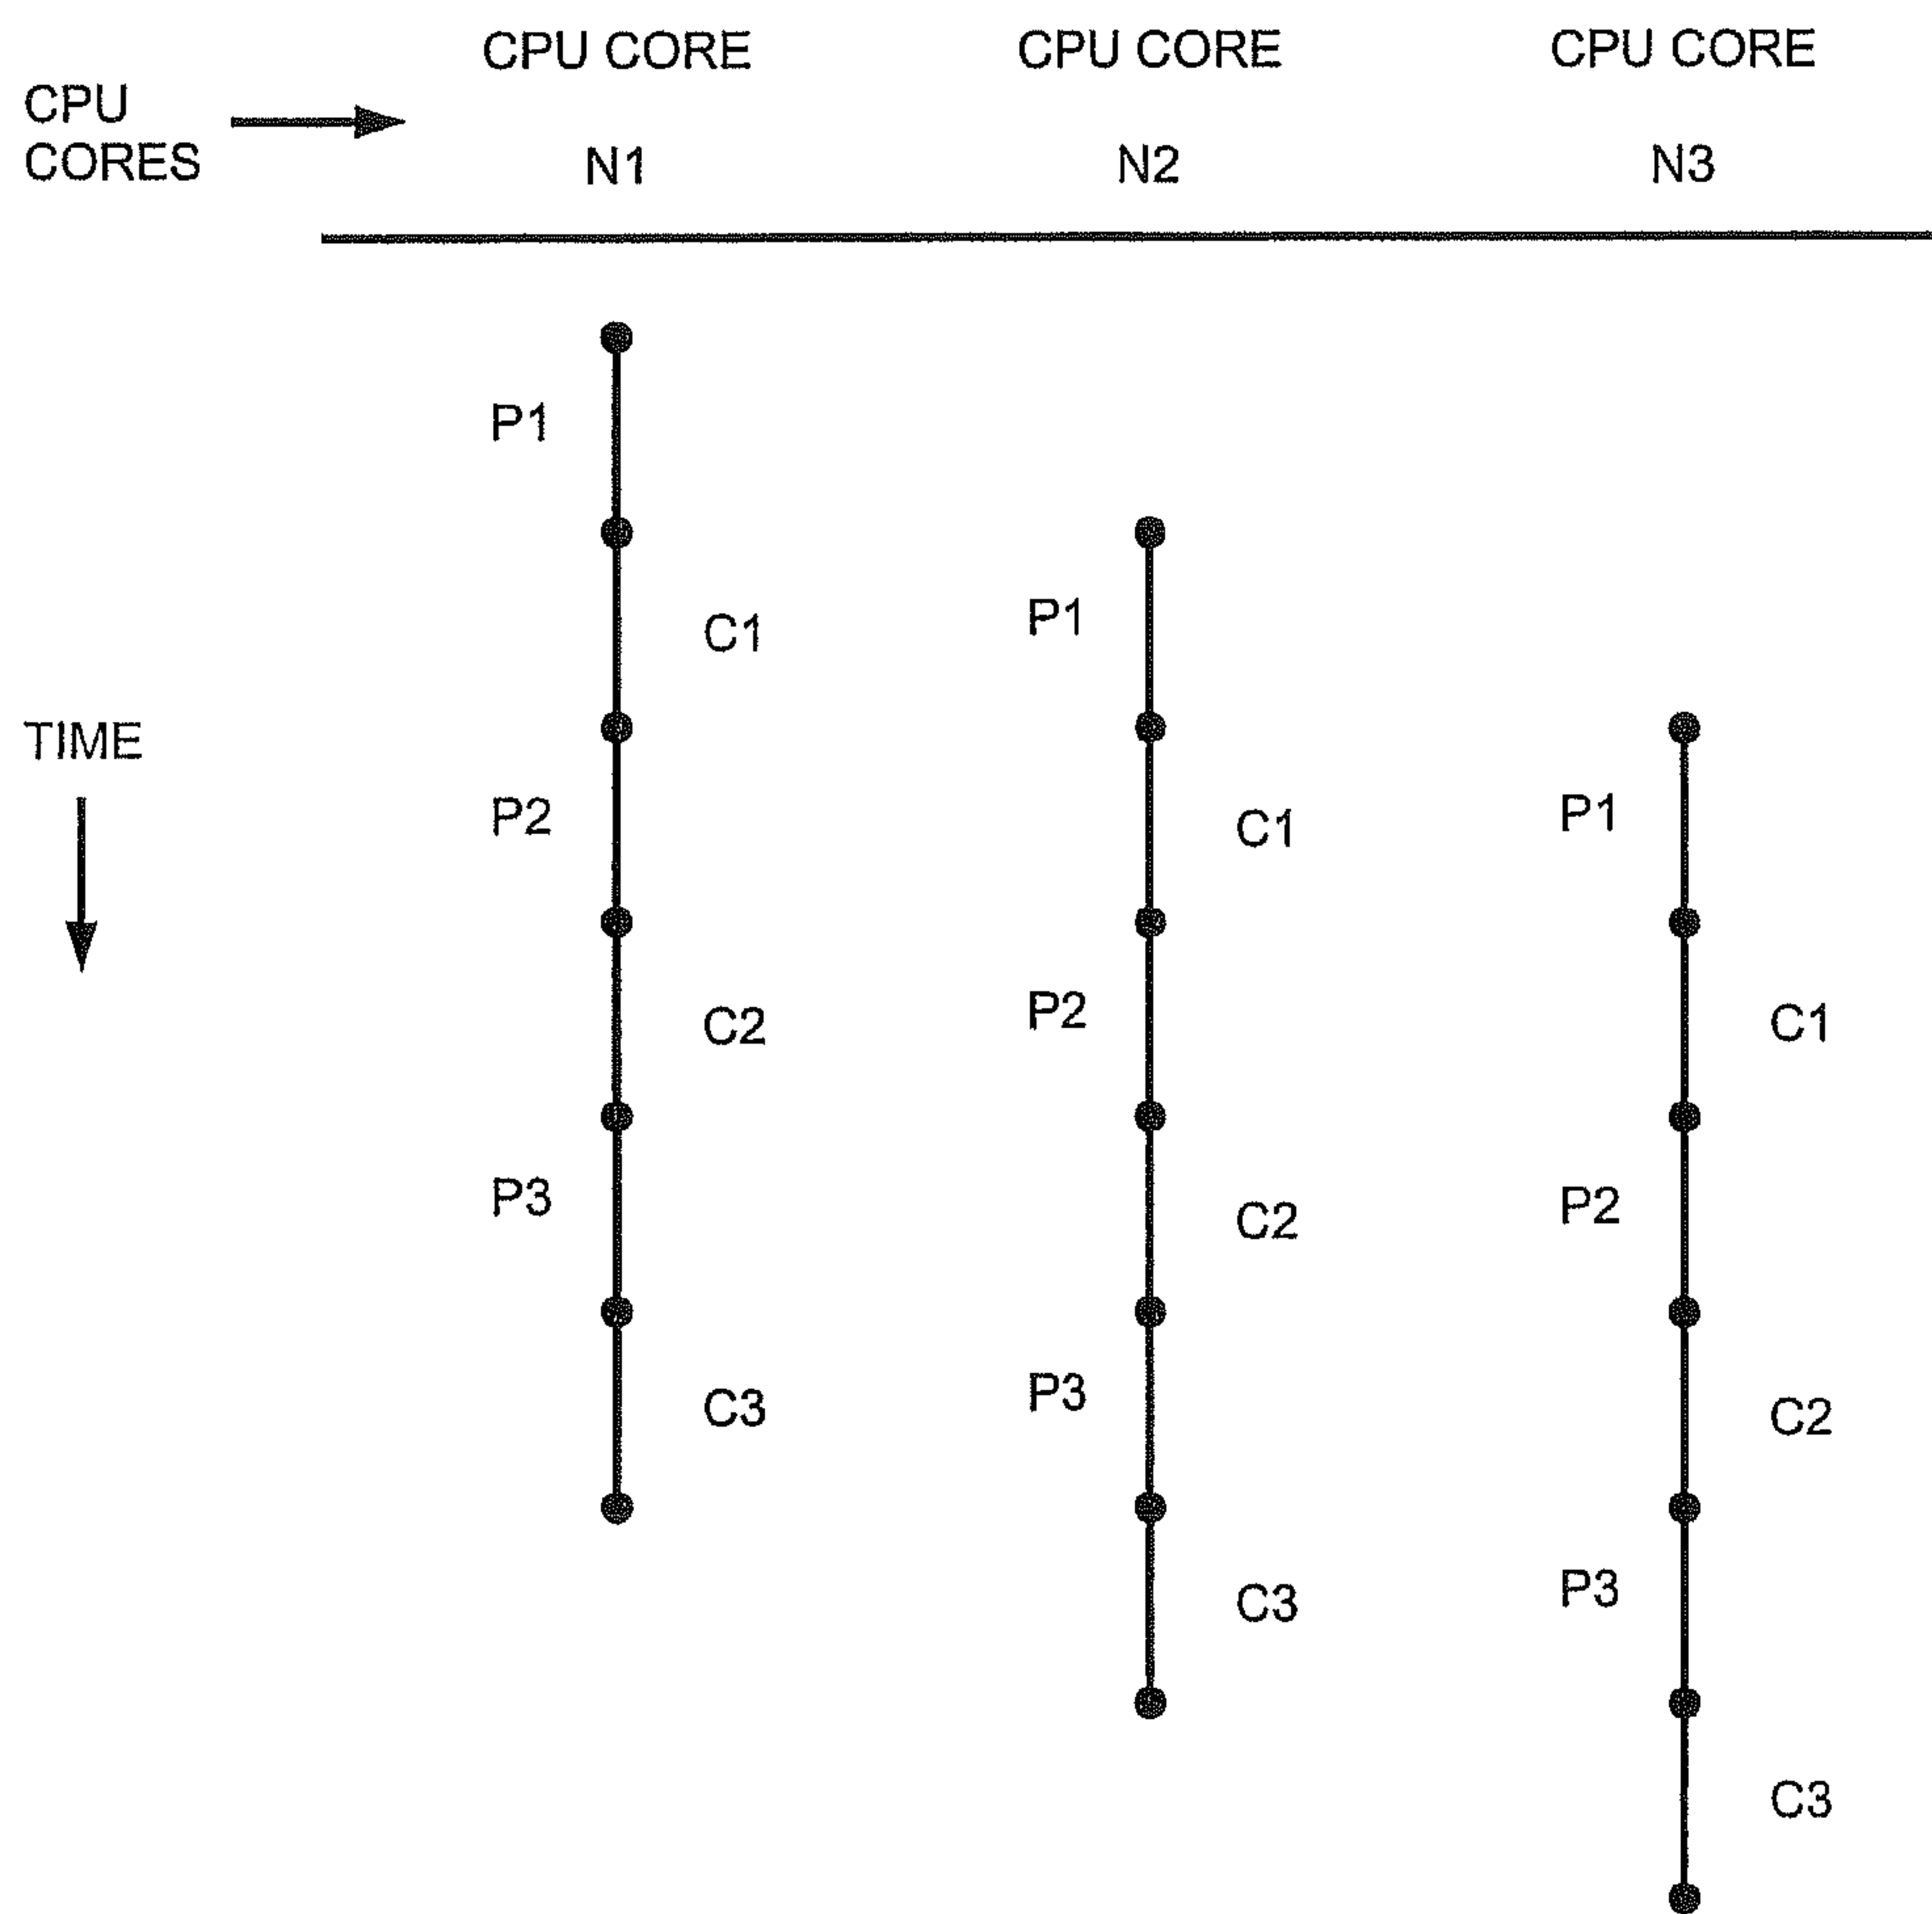 CPU CORE CPU CORE CPU CORE
CPU
CORES
N1 N2 N3
P1
P1
C1
TIME
P2 C1 P1
C2 P2 C1
P3 C2 P2
C3 P3 C2
C3 P3
C3